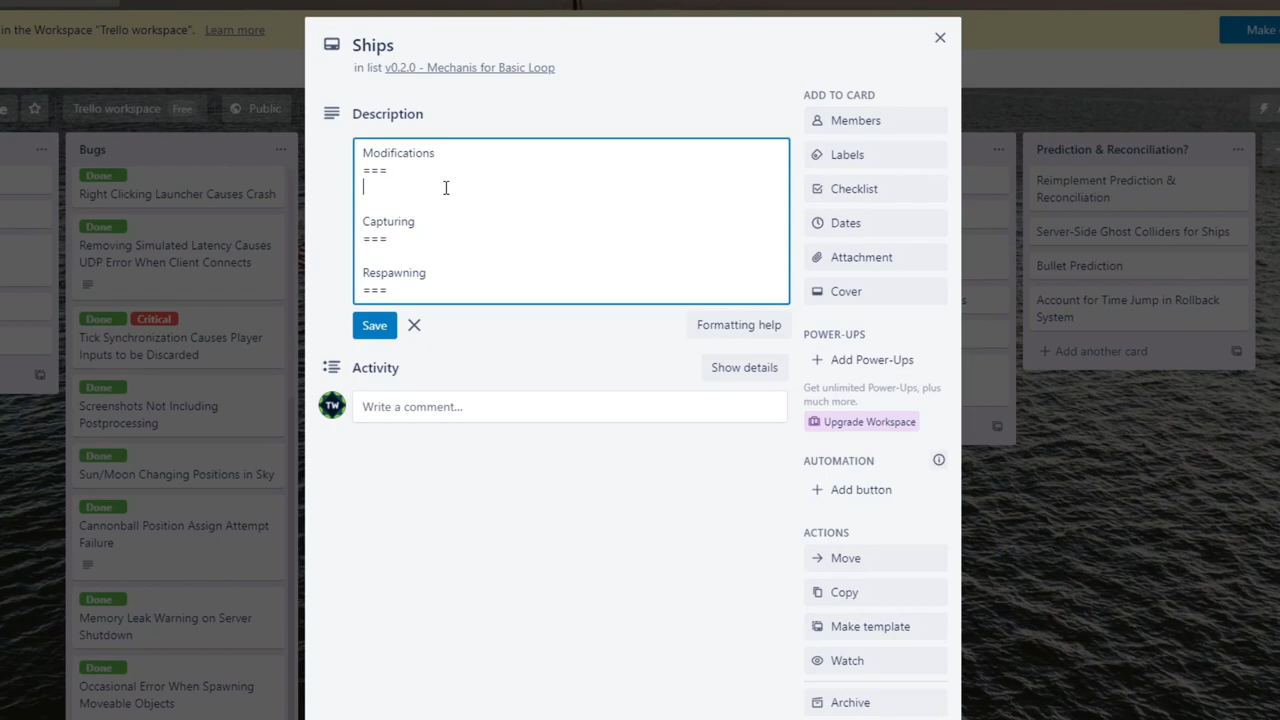 in the Workspace "Trello workspace". Learn more
Make
Trello workspace Free
Public
Ships
in list v0.2.0 - Mechanis for Basic Loop
Description
Modifications
===
Capturing
===
Respawning
===
Save
Formatting help
Activity
Show details
TW
Write a comment...
ADD TO CARD
Members
Labels
Checklist
Dates
Attachment
Cover
POWER-UPS
Add Power-Ups
Get unlimited Power-Ups, plus
much more.
Upgrade Workspace
AUTOMATION
Add button
ACTIONS
Move
Copy
Make template
Watch
Archive
Bugs
Done
Right Clicking Launcher Causes Crash
Done
Removing Simulated Latency Causes
UDP Error When Client Connects
Done Critical
Tick Synchronization Causes Player
Inputs to be Discarded
Done
Screenshots Not Including
Postprocessing
Done
Sun/Moon Changing Positions in Sky
Done
Cannonball Position Assign Attempt
Failure
Done
Memory Leak Warning on Server
Shutdown
Done
Occasional Error When Spawning
Moveable Objects
Prediction & Reconciliation?
Reimplement Prediction &
Reconciliation
Server-Side Ghost Colliders for Ships
Bullet Prediction
Account for Time Jump in Rollback
System
Add another card